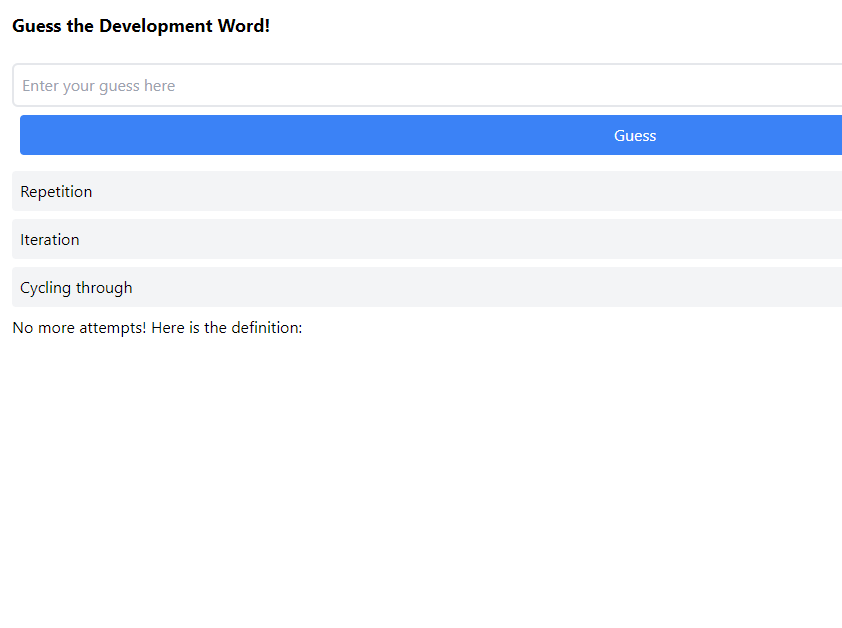 Guess the Development Word!
Enter your guess here
Guess
Repetition
Iteration
Cycling through
No more attempts! Here is the definition: